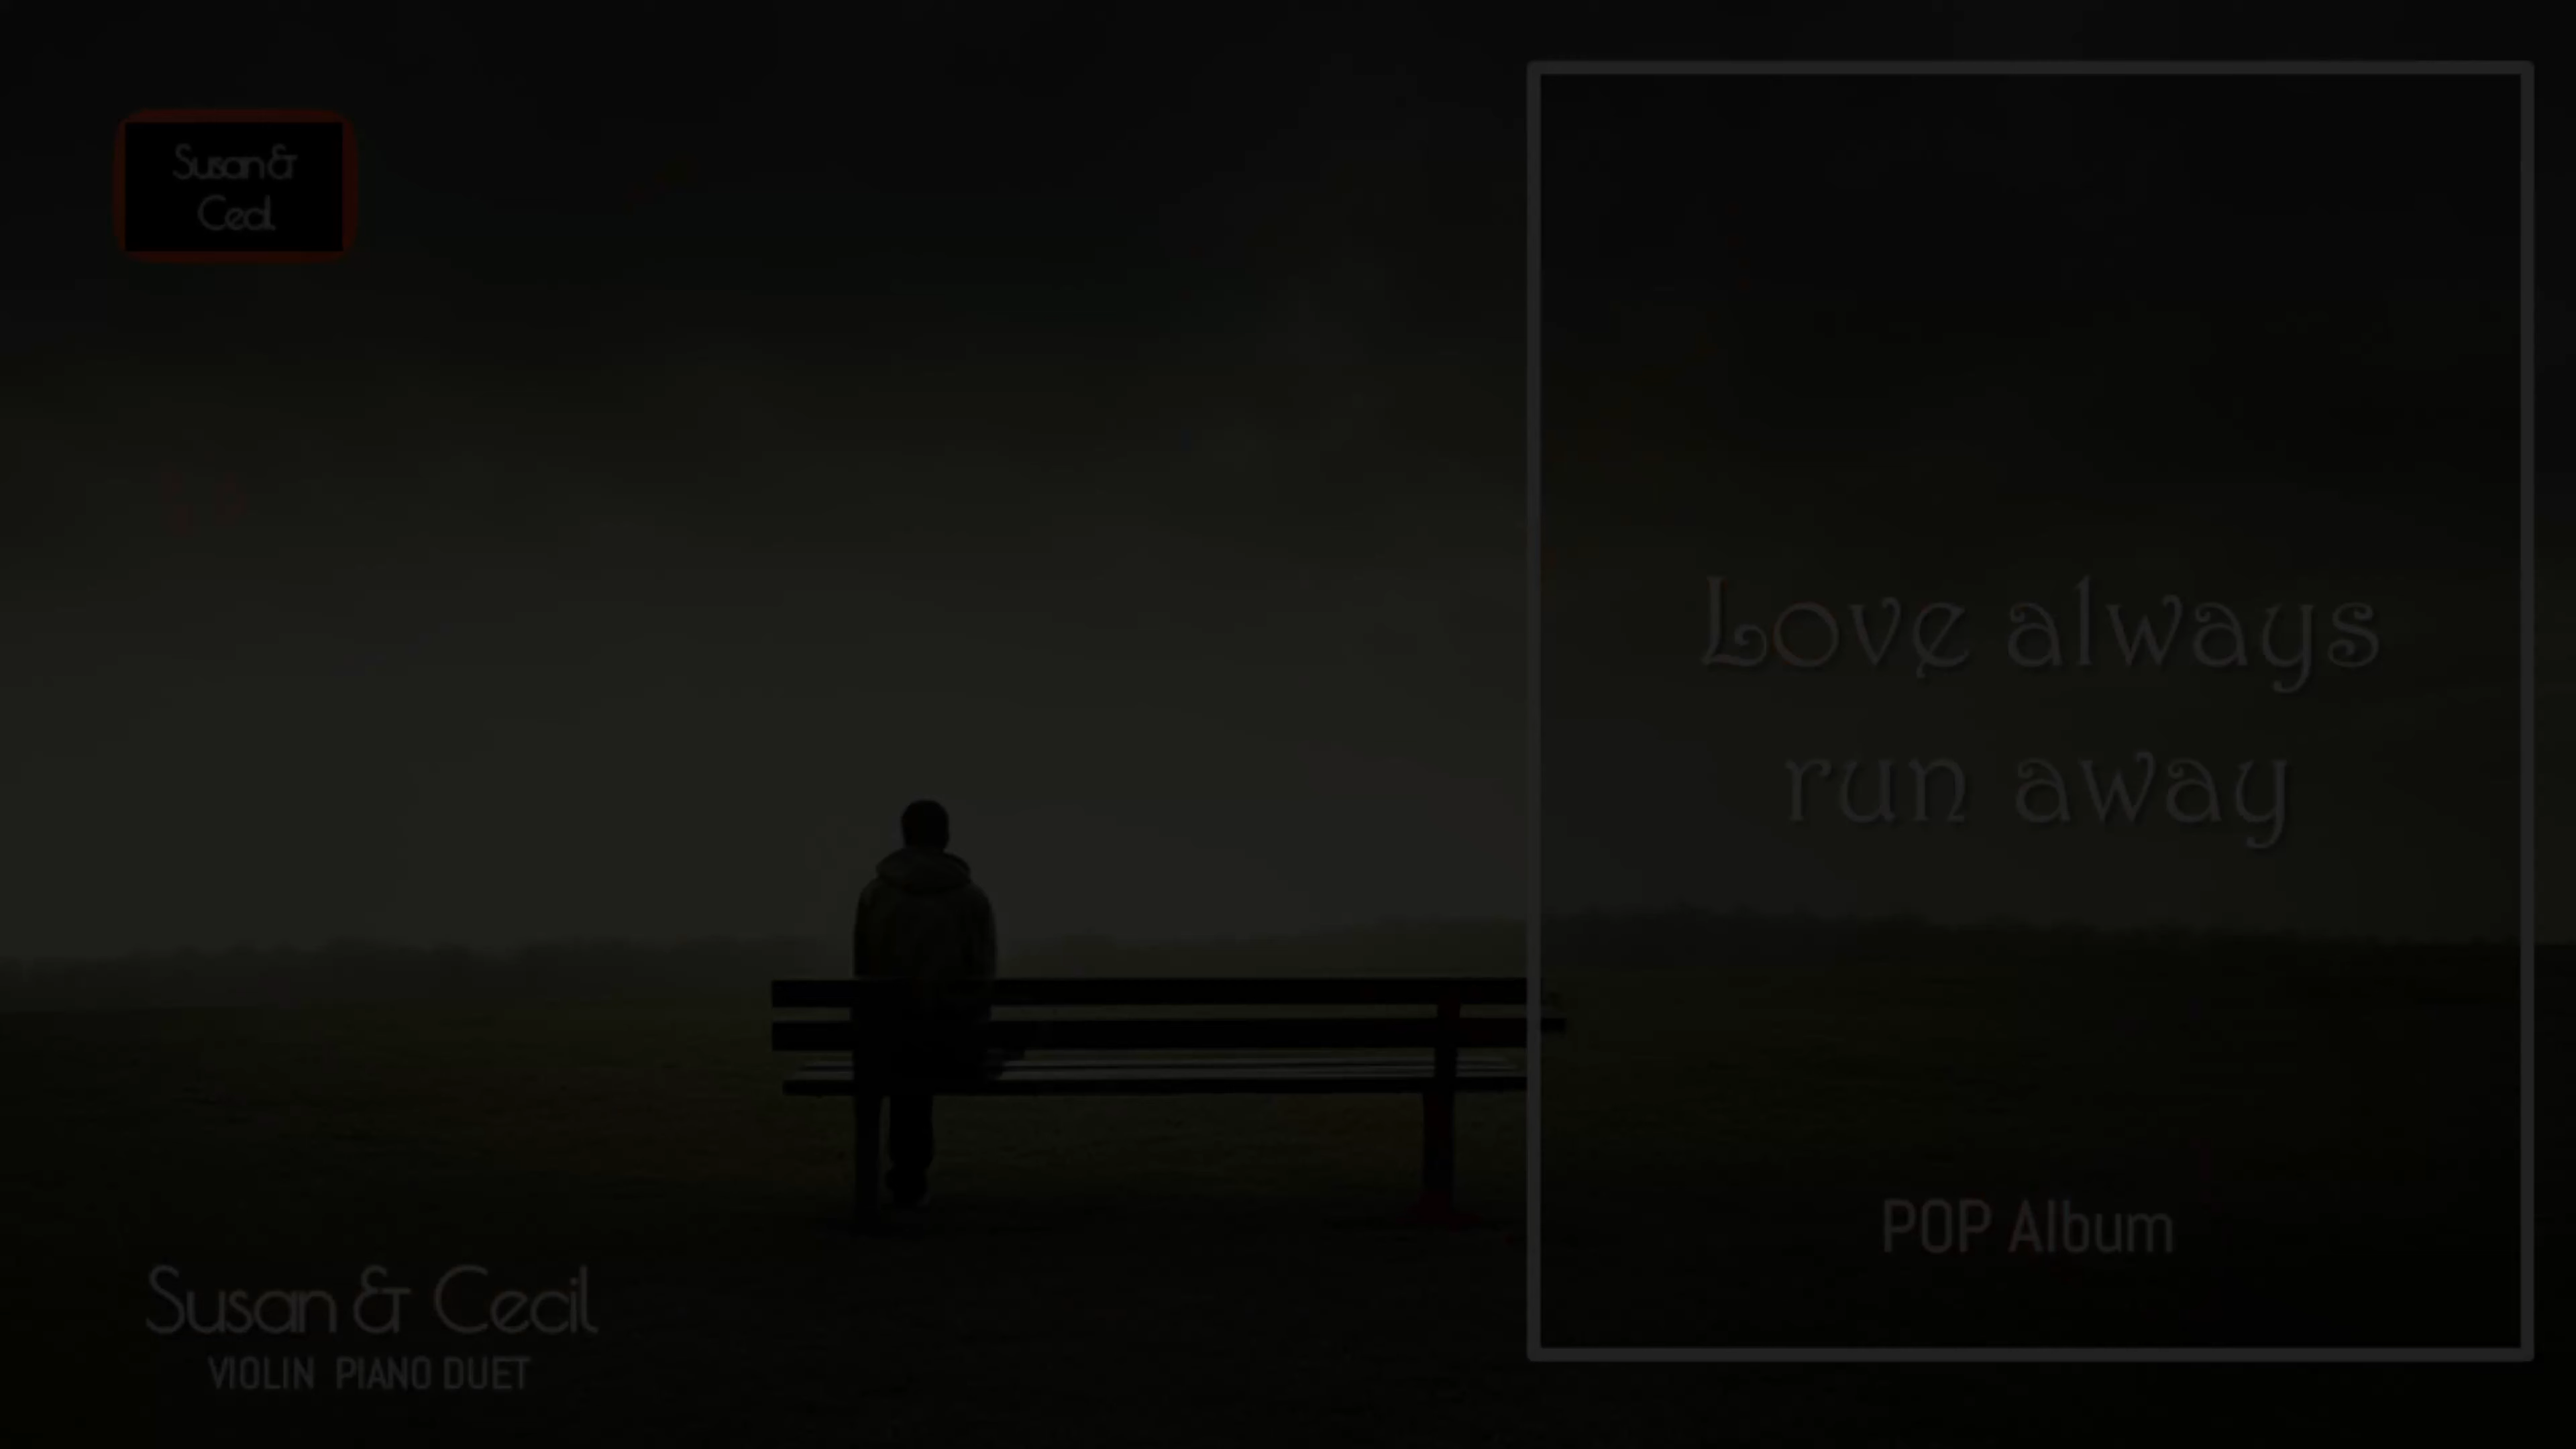 Susan &
Cecil
Love always
run away
POP Album
Susan & Cecil
VIOLIN PIANO DUET